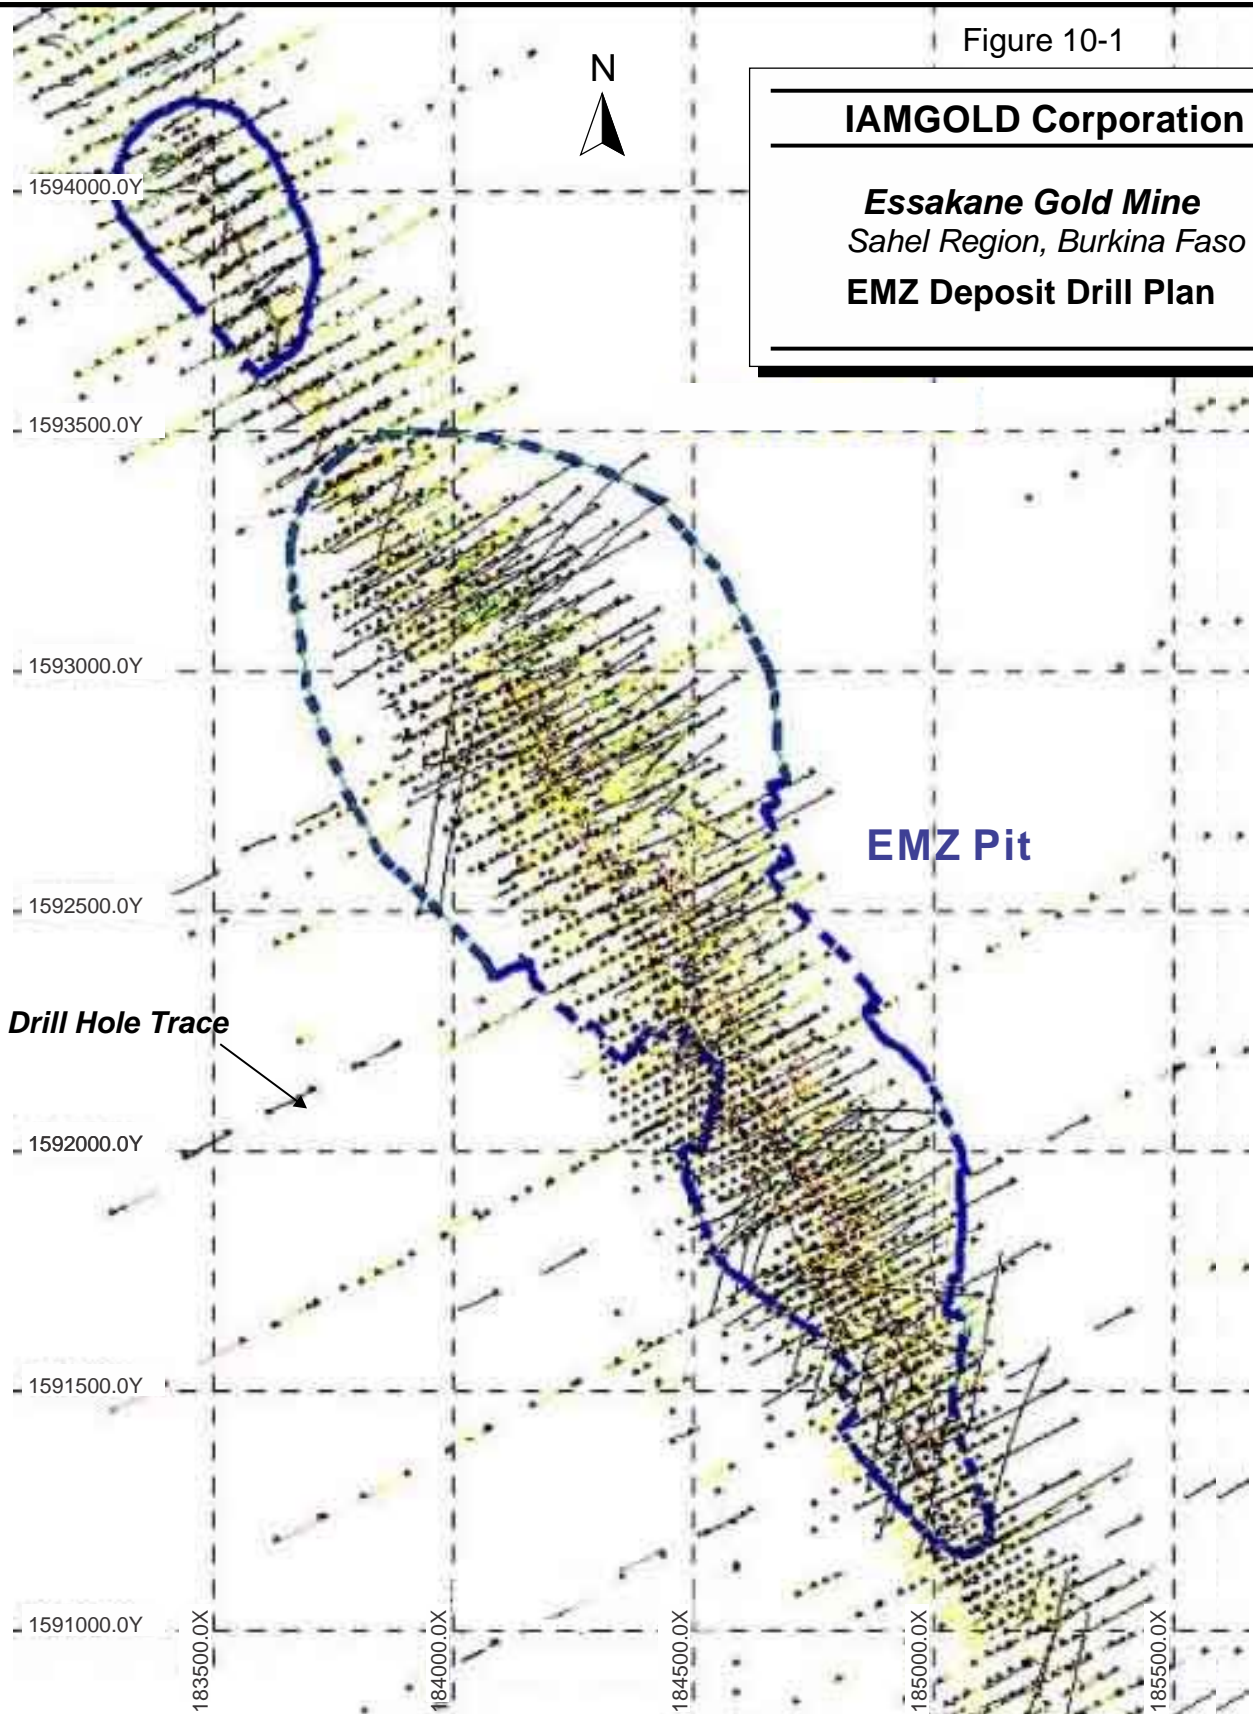 Figure 10-1
N
IAMGOLD Corporation
Essakane Gold Mine
Sahel Region, Burkina Faso
EMZ Deposit Drill Plan
1594000.0Y
1593500.0Y
1593000.0Y
EMZ Pit
1592500.0Y
Drill Hole Trace
1592000.0Y
1591500.0Y
1591000.0Y
183500.0X
184000.0X
184500.0X
185000.0X
185500.0X